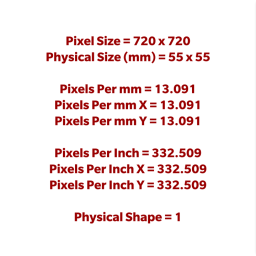 Pixel Size = 720 x 720
Physical Size (mm) = 55 x 55
Pixels Per mm = 13.091
Pixels Per mm X = 13.091
Pixels Per mm Y = 13.091
Pixels Per Inch = 332.509
Pixels Per Inch X = 332.509
Pixels Per Inch Y = 332.509
Physical Shape = 1